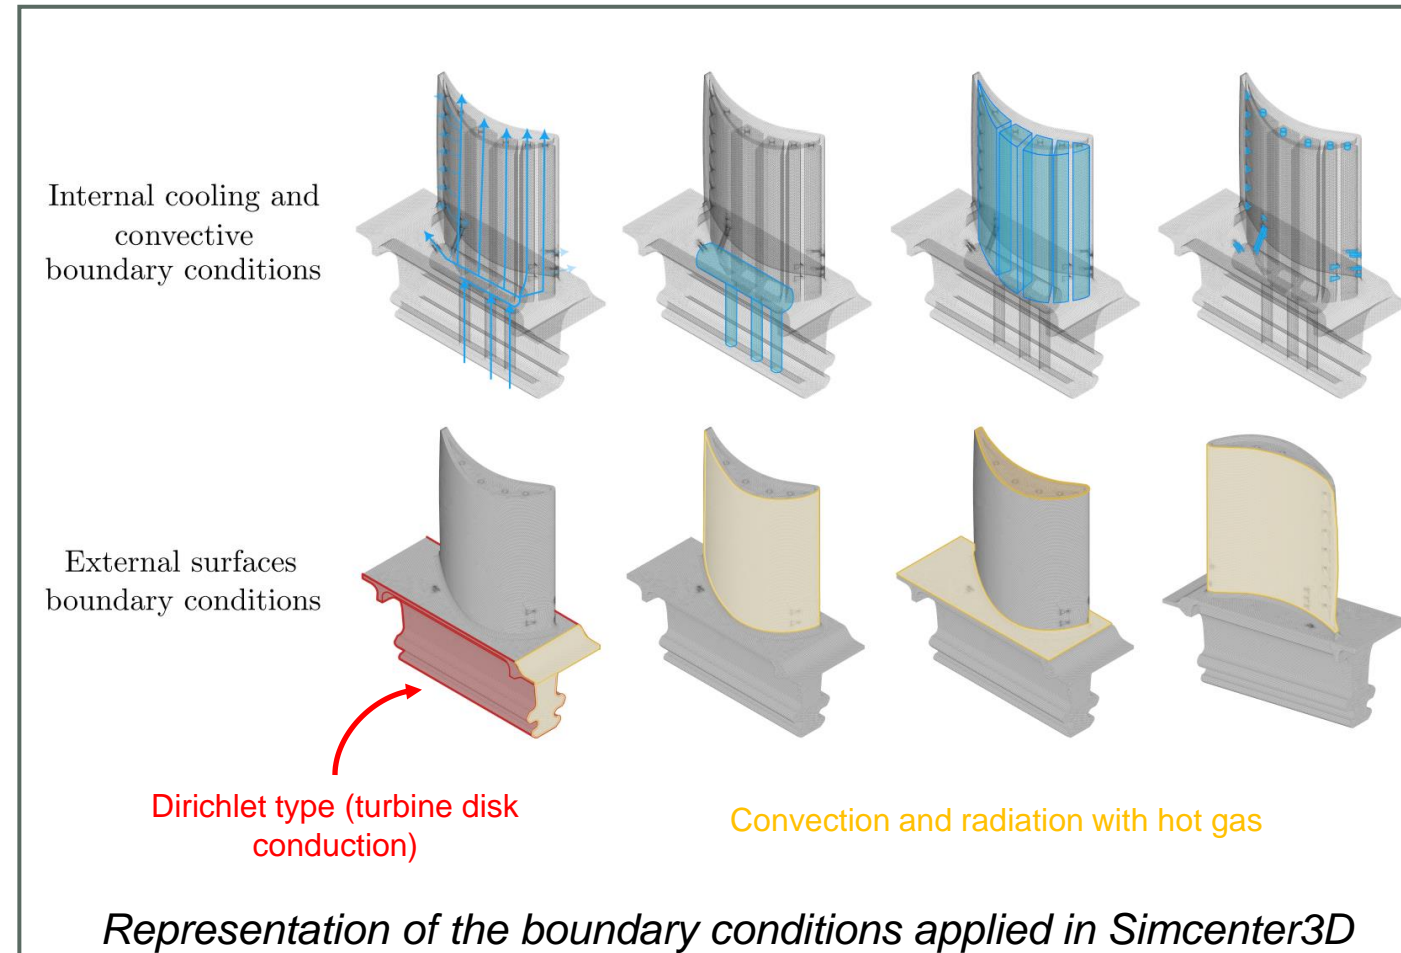 Internal cooling and
convective
boundary conditions
External surfaces
boundary conditions
Dirichlet type (turbine disk
conduction)
Convection and radiation with hot gas
Representation of the boundary conditions applied in Simcenter3D